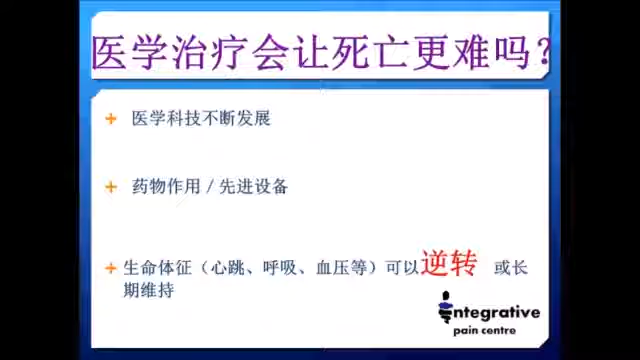 医学治疗会让死亡更难吗?
医学科技不断发展
药物作用/先进设备
生命体征（心跳、呼吸、血压等）可以逆转 或长
期维持
integrative
pain centre